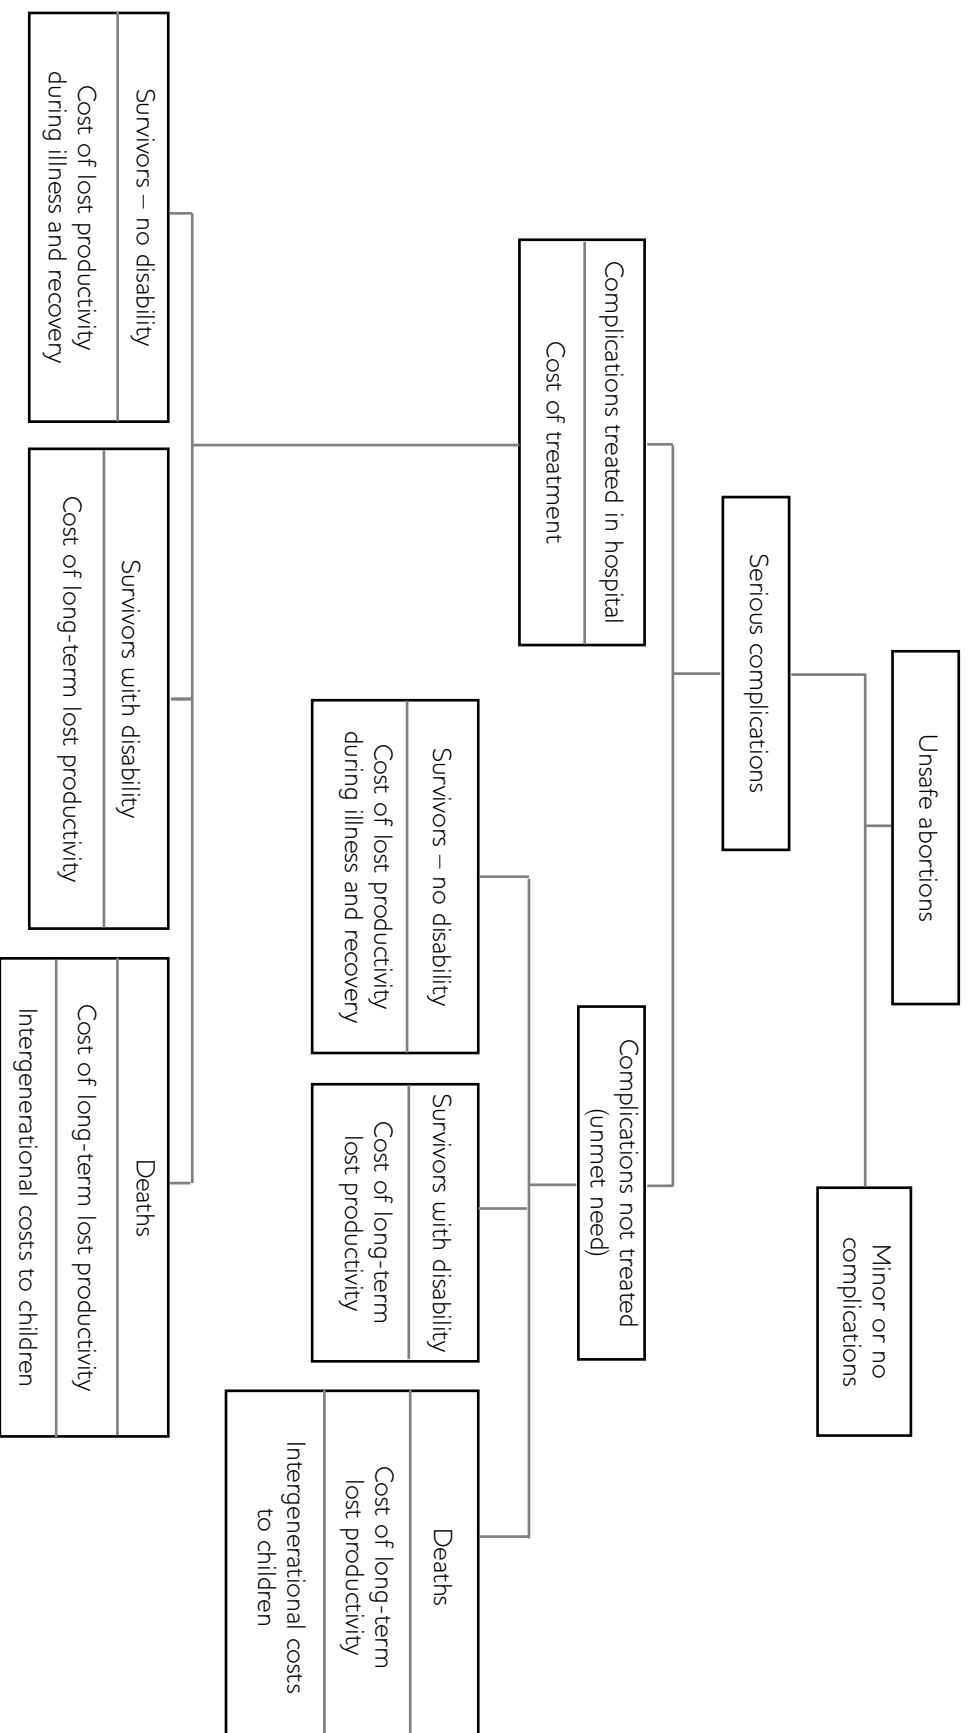 Unsafe abortions
Serious complications
Minor or no
complications
Complications treated in hospital
Cost of treatment
Complications not treated
(unmet need)
Survivors – no disability
Cost of lost productivity
during illness and recovery
Survivors with disability
Cost of long-term
lost productivity
Deaths
Cost of long-term
lost productivity
Intergenerational costs
to children
Survivors – no disability
Cost of lost productivity
during illness and recovery
Survivors with disability
Cost of long-term lost productivity
Deaths
Cost of long-term lost productivity
Intergenerational costs to children